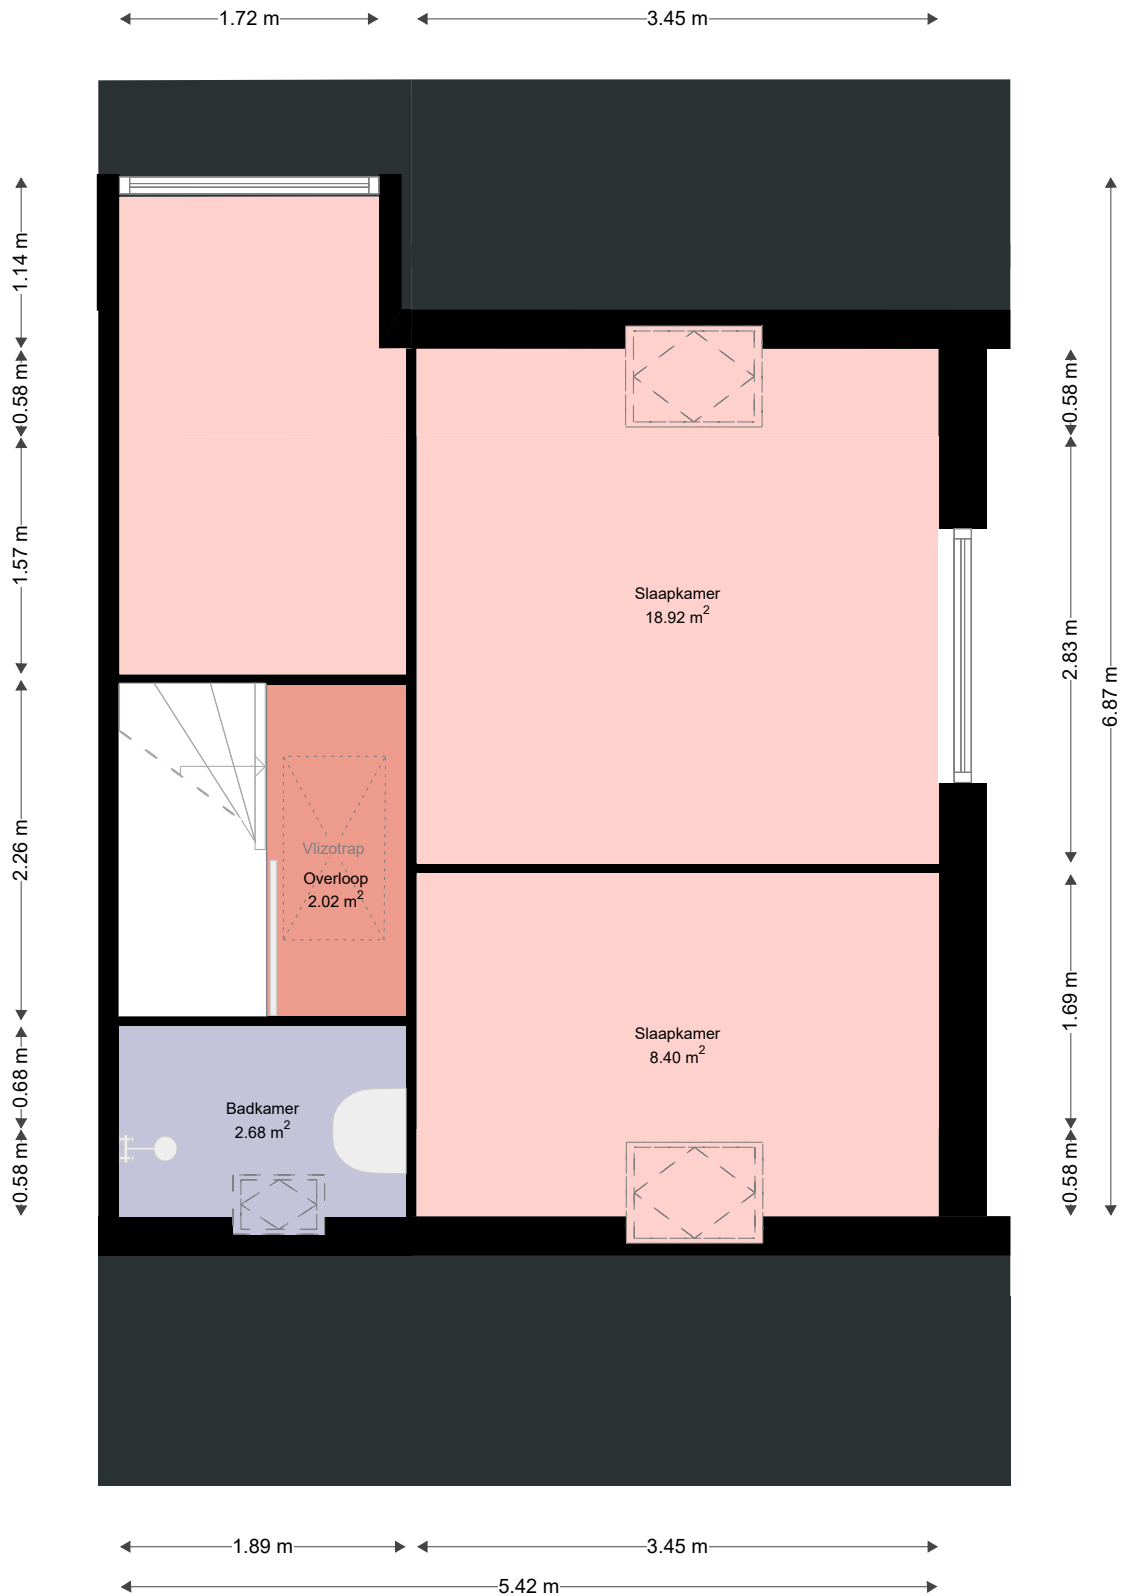 1.72 m
3.45 m
1.14 m
0.58 m
0.58 m
1.57 m
Slaapkamer
18.92 m²
2.83 m
6.87 m
Vlizotrap
Overloop
2.02 m²
2.26 m
1.69 m
Slaapkamer
8.40 m²
0.68 m
Badkamer
2.68 m²
0.58 m
0.58 m
1.89 m
3.45 m
5.42 m